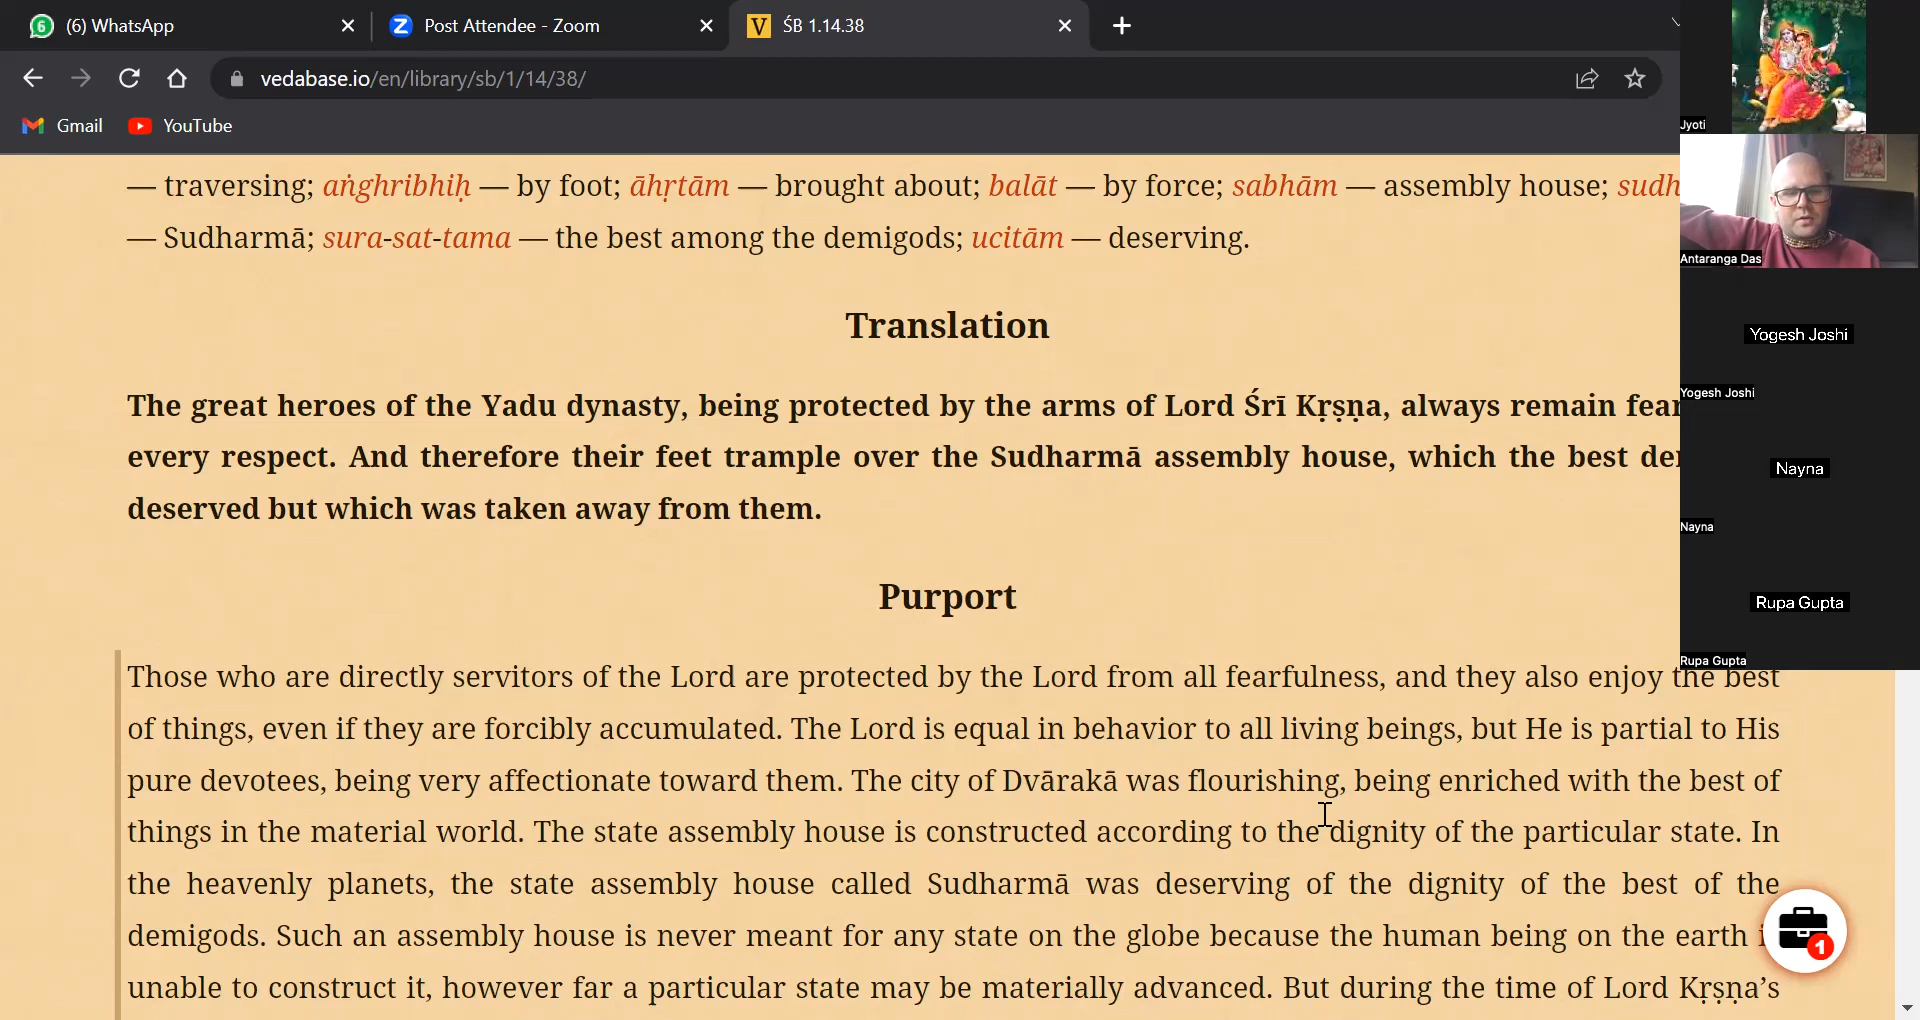 (6) WhatsApp
Post Attendee - Zoom
ŚB 1.14.38
vedabase.io/en/library/sb/1/14/38/
Gmail
YouTube
— traversing; aṅghribhiḥ — by foot; āhṛtām — brought about; balāt — by force; sabhām — assembly house; sudh
— Sudharmā; sura-sat-tama — the best among the demigods; ucitām — deserving.
Translation
The great heroes of the Yadu dynasty, being protected by the arms of Lord Śrī Kṛṣṇa, always remain fear
every respect. And therefore their feet trample over the Sudharmā assembly house, which the best de
deserved but which was taken away from them.
Purport
Those who are directly servitors of the Lord are protected by the Lord from all fearfulness, and they also enjoy the best
of things, even if they are forcibly accumulated. The Lord is equal in behavior to all living beings, but He is partial to His
pure devotees, being very affectionate toward them. The city of Dvārakā was flourishing, being enriched with the best of
things in the material world. The state assembly house is constructed according to the dignity of the particular state. In
the heavenly planets, the state assembly house called Sudharmā was deserving of the dignity of the best of the
demigods. Such an assembly house is never meant for any state on the globe because the human being on the earth
unable to construct it, however far a particular state may be materially advanced. But during the time of Lord Kṛṣṇa's
1
Jyoti
Antaranga Das
Yogesh Joshi
Yogesh Joshi
Nayna
Nayna
Rupa Gupta
Rupa Gupta